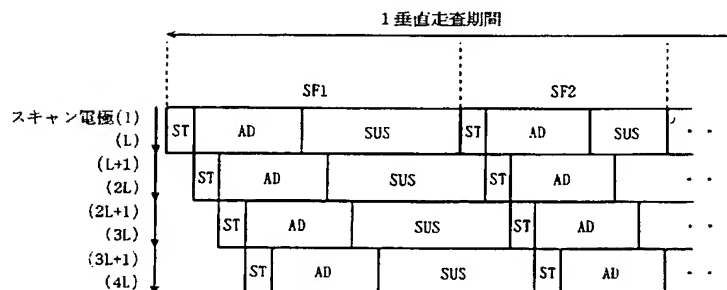 1垂直走査期間
SF1 SF2
スキャン電極(1)
(L)
ST AD SUS ST AD SUS ・・
(L+1)
(2L)
ST AD SUS ST AD ・・
(2L+1)
(3L)
ST AD SUS ST AD ・・
(3L+1)
(4L)
ST AD SUS ST AD ・・